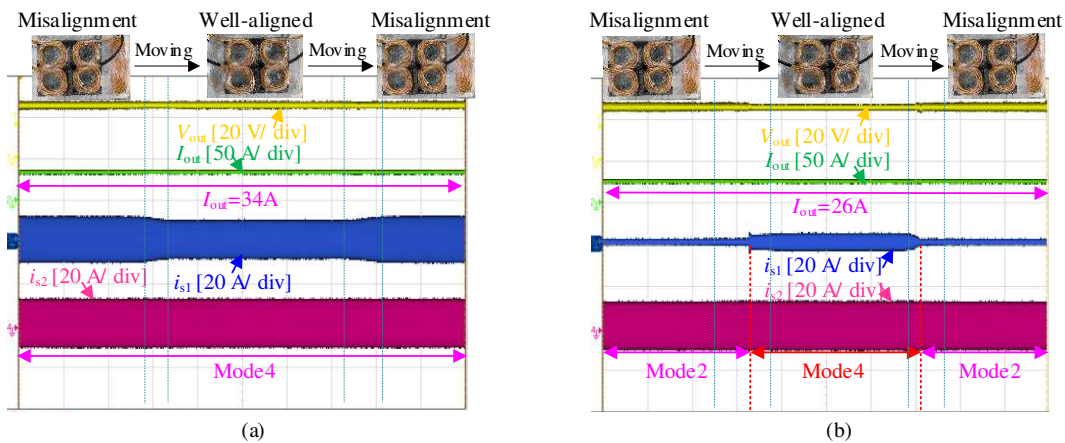 Misalignment Well-aligned Misalignment
Moving Moving
Vout [20 V/ div]
Iout [50 A/ div]
Iout=34A
is2 [20 A/ div] is1 [20 A/ div]
Mode4
(a)
Misalignment Well-aligned Misalignment
Moving Moving
Vout [20 V/ div]
Iout [50 A/ div]
Iout=26A
is1 [20 A/ div]
is2 [20 A/ div]
Mode2 Mode4 Mode2
(b)